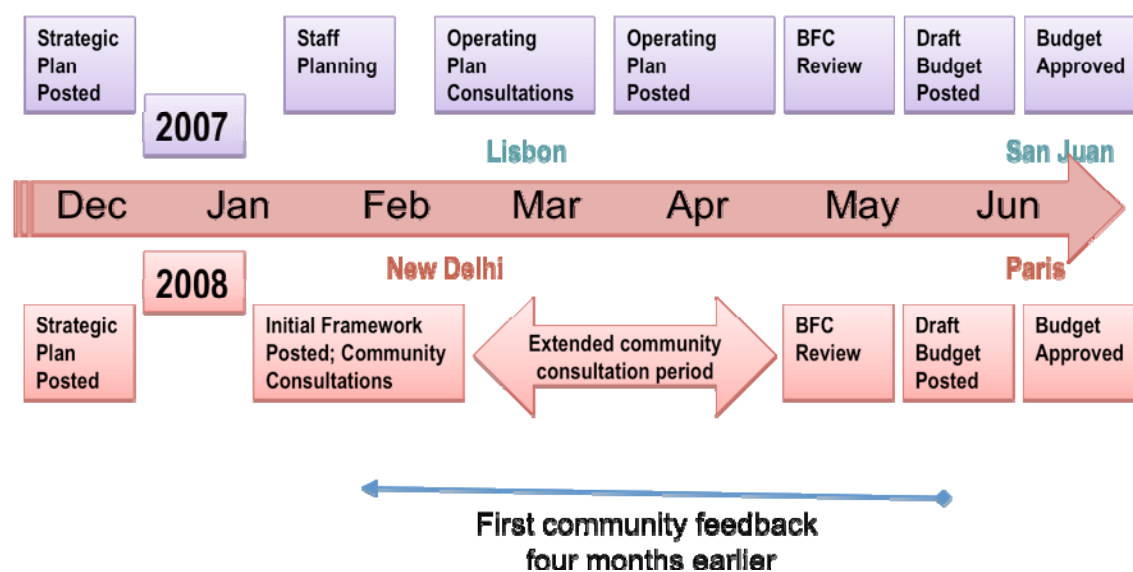 Strategic
Plan
Posted
Staff
Planning
Operating
Plan
Consultations
Operating
Plan
Posted
BFC
Review
Draft
Budget
Posted
Budget
Approved
2007
Lisbon
San Juan
Dec Jan Feb Mar Apr May Jun
2008
New Delhi
Paris
Strategic
Plan
Posted
Initial Framework
Posted; Community
Consultations
Extended community
consultation period
BFC
Review
Draft
Budget
Posted
Budget
Approved
First community feedback
four months earlier